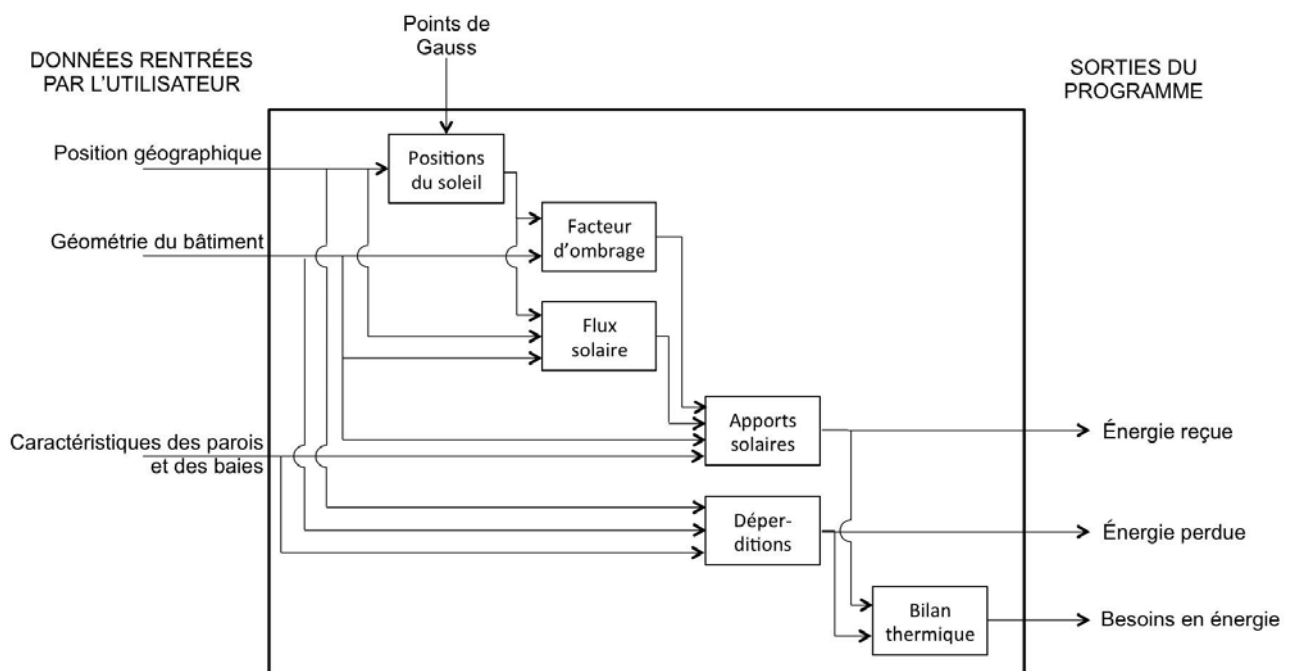 Points de
Gauss
DONNÉES RENTRÉES
PAR L'UTILISATEUR
SORTIES DU
PROGRAMME
Position géographique
Positions
du soleil
Géométrie du bâtiment
Facteur
d'ombrage
Flux
solaire
Caractéristiques des parois
et des baies
Apports
solaires
Énergie reçue
Déper-
ditions
Énergie perdue
Bilan
thermique
Besoins en énergie